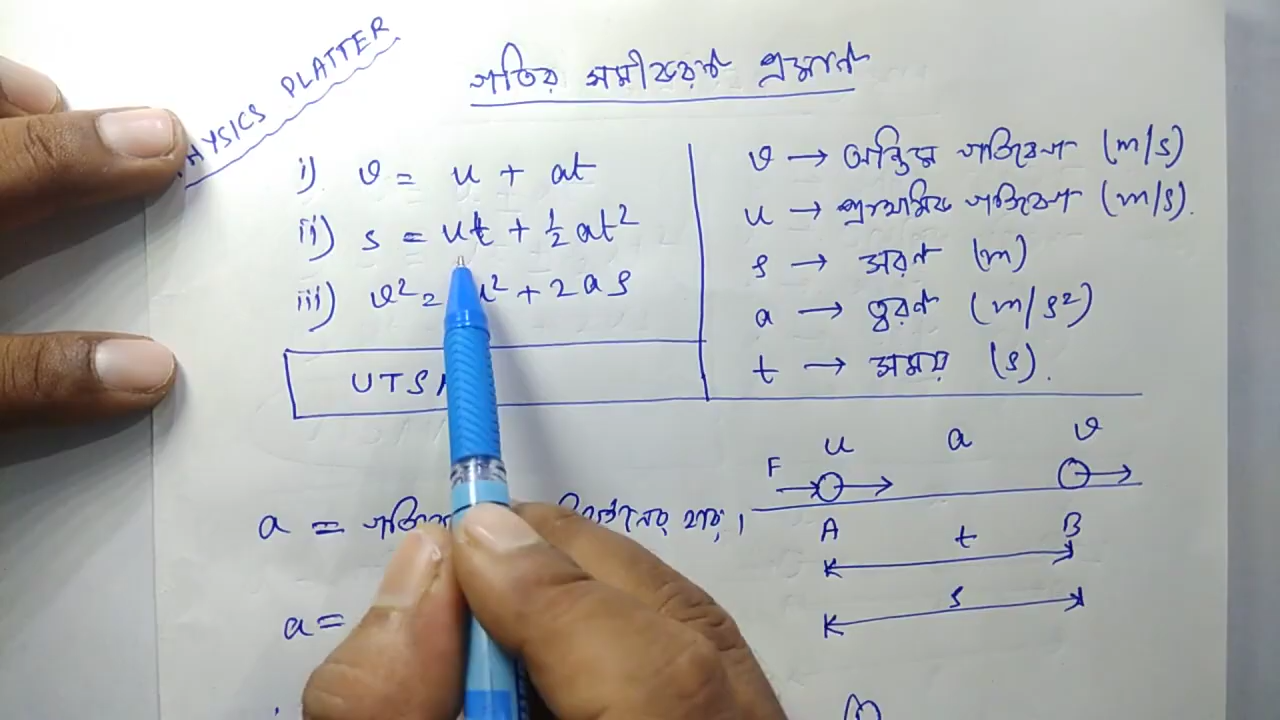 PHYSICS PLATTER
গতির সমীকরণ প্রমাণ
i) v = u + at
ii) s = ut + ½at²
iii) v² = u² + 2as
UTS
v → অন্তিম গতিবেগ (m/s)
u → প্রাথমিক গতিবেগ (m/s).
s → সরণ (m)
a → ত্বরণ (m/s²)
t → সময় (s).
F u a v
A t B
s
a = হার।
a =